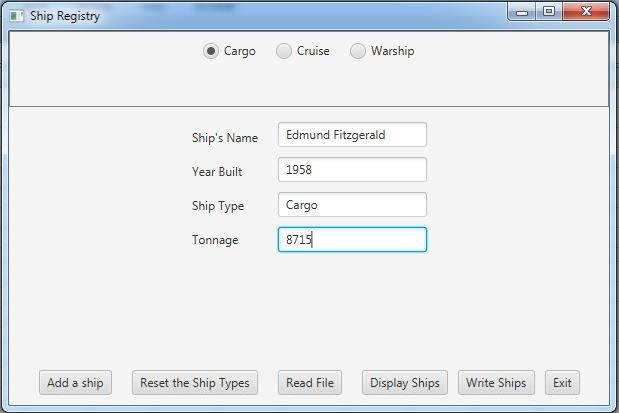 Ship Registry
Cargo Cruise Warship
Ship's Name Edmund Fitzgerald
Year Built 1958
Ship Type Cargo
Tonnage 8715
Add a ship Reset the Ship Types Read File Display Ships Write Ships Exit